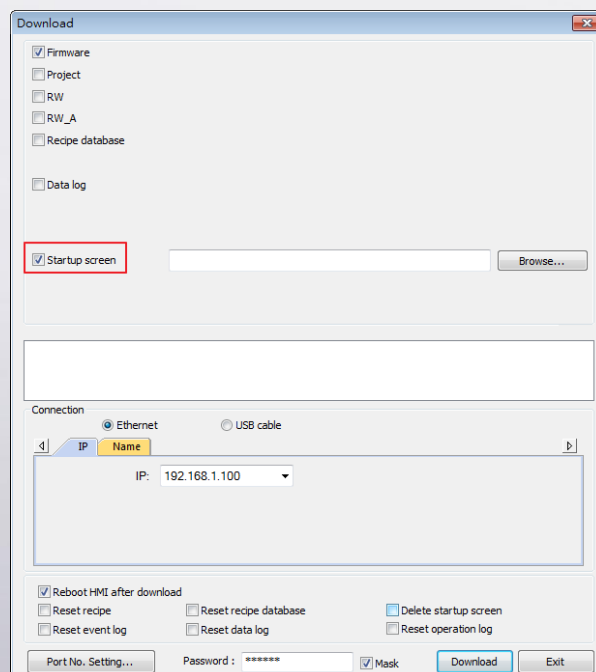 Download
Firmware
Project
RW
RW_A
Recipe database
Data log
Startup screen Browse...
Connection
Ethernet USB cable
IP Name
IP: 192.168.1.100
Reboot HMI after download
Reset recipe Reset recipe database Delete startup screen
Reset event log Reset data log Reset operation log
Port No. Setting... Password : ****** Mask Download Exit